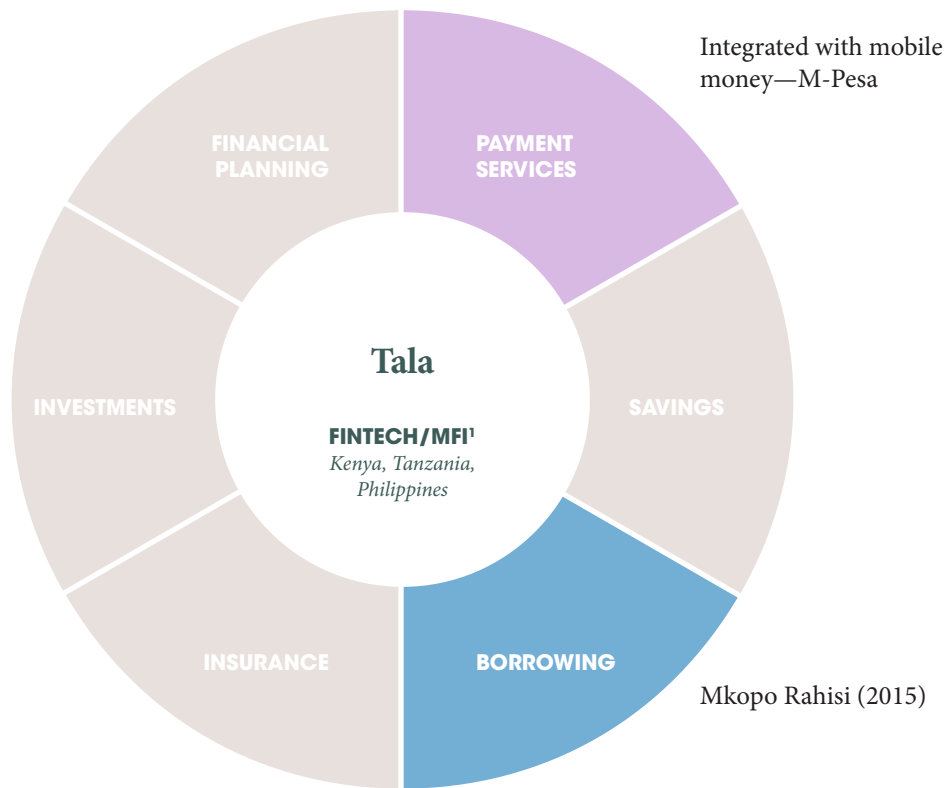 Integrated with mobile
money—M-Pesa
FINANCIAL
PLANNING
PAYMENT
SERVICES
Tala
FINTECH/MFI¹
Kenya, Tanzania,
Philippines
INVESTMENTS
SAVINGS
INSURANCE
BORROWING
Mkopo Rahisi (2015)